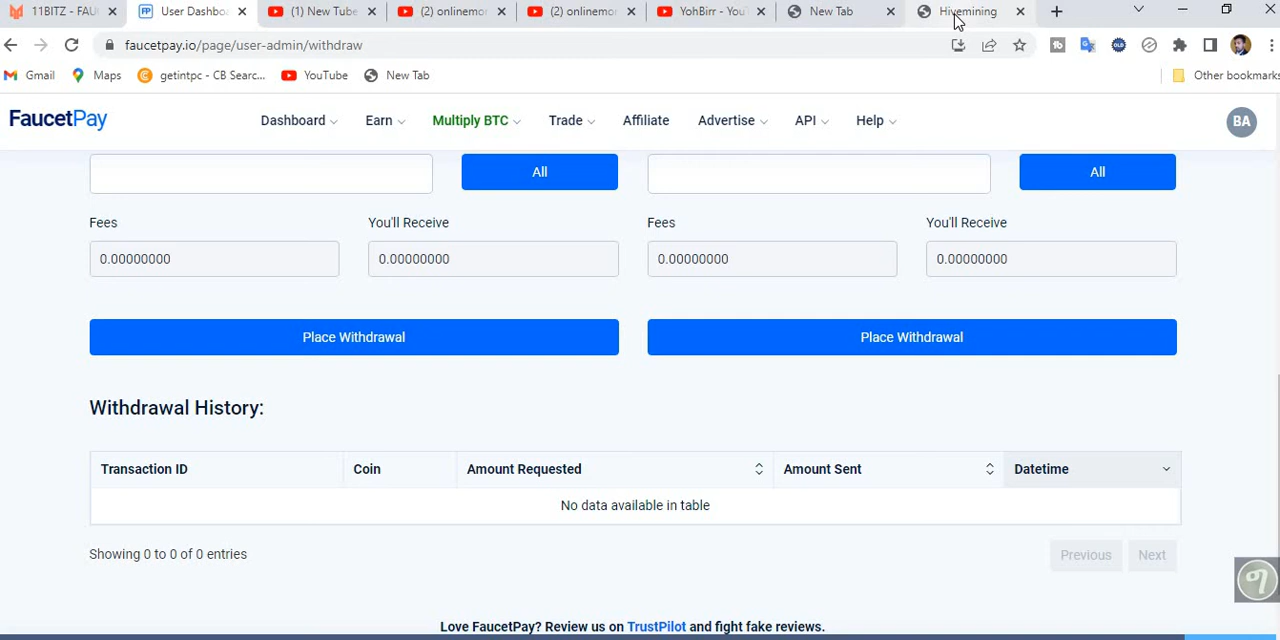 11BITZ - FAU
User Dashbo
(1) New Tube
(2) onlinemo
(2) onlinemo
YohBirr - You
New Tab
Hivemining
faucetpay.io/page/user-admin/withdraw
Gmail
Maps
getintpc - CB Searc...
YouTube
New Tab
Other bookmarks
FaucetPay
Dashboard
Earn
Multiply BTC
Trade
Affiliate
Advertise
API
Help
BA
All
All
Fees
You'll Receive
Fees
You'll Receive
0.00000000
0.00000000
0.00000000
0.00000000
Place Withdrawal
Place Withdrawal
Withdrawal History:
Transaction ID
Coin
Amount Requested
Amount Sent
Datetime
No data available in table
Showing 0 to 0 of 0 entries
Previous
Next
Love FaucetPay? Review us on TrustPilot and fight fake reviews.